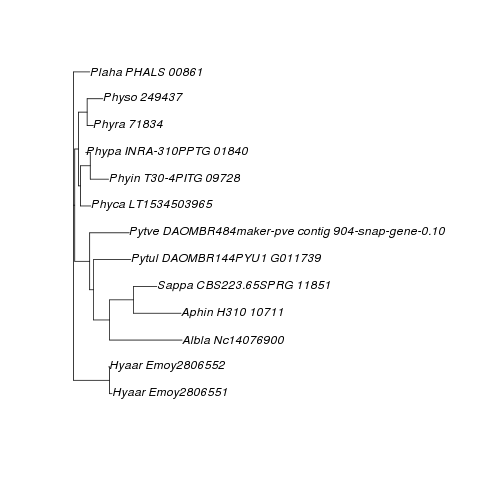 Plaha PHALS 00861
Physo 249437
Phyra 71834
Phypa INRA-310PPTG 01840
Phyin T30-4PITG 09728
Phyca LT1534503965
Pytve DAOMBR484maker-pve contig 904-snap-gene-0.10
Pytul DAOMBR144PYU1 G011739
Sappa CBS223.65SPRG 11851
Aphin H310 10711
Albla Nc14076900
Hyaar Emoy2806552
Hyaar Emoy2806551